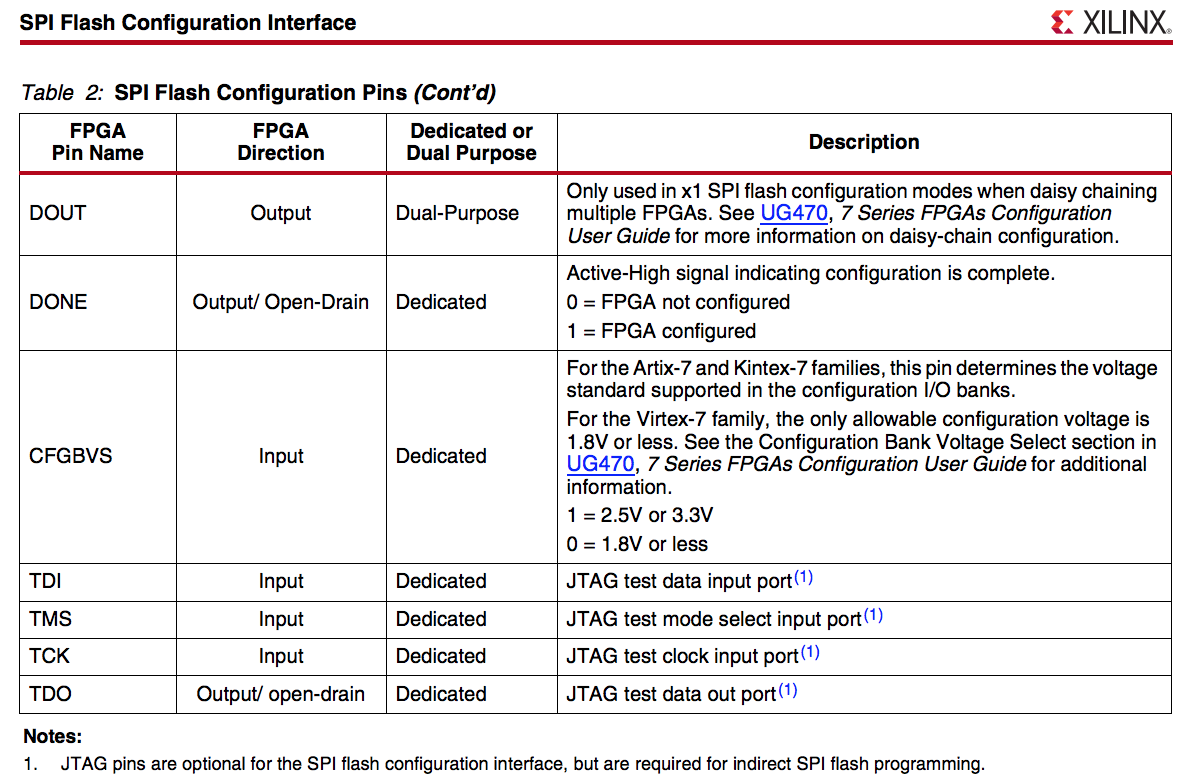 SPI Flash Configuration Interface
XILINX®
Table 2: SPI Flash Configuration Pins (Cont'd)
FPGA
Pin Name
FPGA
Direction
Dedicated or
Dual Purpose
Description
DOUT
Output
Dual-Purpose
Only used in x1 SPI flash configuration modes when daisy chaining
multiple FPGAs. See UG470, 7 Series FPGAs Configuration
User Guide for more information on daisy-chain configuration.
DONE
Output/ Open-Drain
Dedicated
Active-High signal indicating configuration is complete.
0 = FPGA not configured
1 = FPGA configured
CFGBVS
Input
Dedicated
For the Artix-7 and Kintex-7 families, this pin determines the voltage
standard supported in the configuration I/O banks.
For the Virtex-7 family, the only allowable configuration voltage is
1.8V or less. See the Configuration Bank Voltage Select section in
UG470, 7 Series FPGAs Configuration User Guide for additional
information.
1 = 2.5V or 3.3V
0 = 1.8V or less
TDI
Input
Dedicated
JTAG test data input port(1)
TMS
Input
Dedicated
JTAG test mode select input port(1)
TCK
Input
Dedicated
JTAG test clock input port(1)
TDO
Output/ open-drain
Dedicated
JTAG test data out port(1)
Notes:
1. JTAG pins are optional for the SPI flash configuration interface, but are required for indirect SPI flash programming.